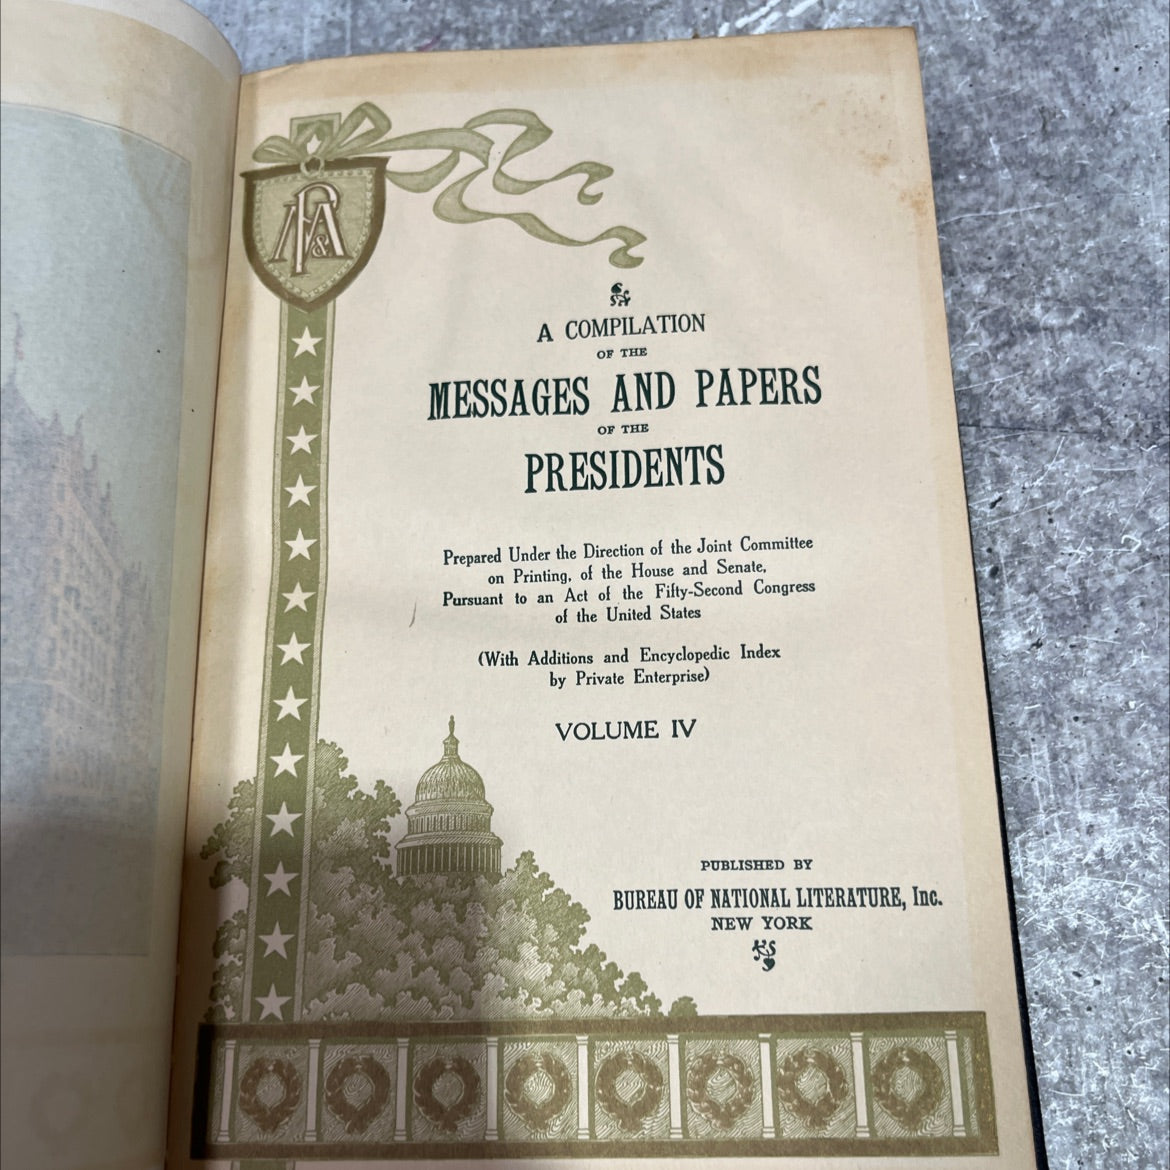 A COMPILATION
OF THE
MESSAGES AND PAPERS
OF THE
PRESIDENTS
Prepared Under the Direction of the Joint Committee
on Printing, of the House and Senate,
Pursuant to an Act of the Fifty-Second Congress
of the United States
(With Additions and Encyclopedic Index
by Private Enterprise)
VOLUME IV
PUBLISHED BY
BUREAU OF NATIONAL LITERATURE, Inc.
NEW YORK